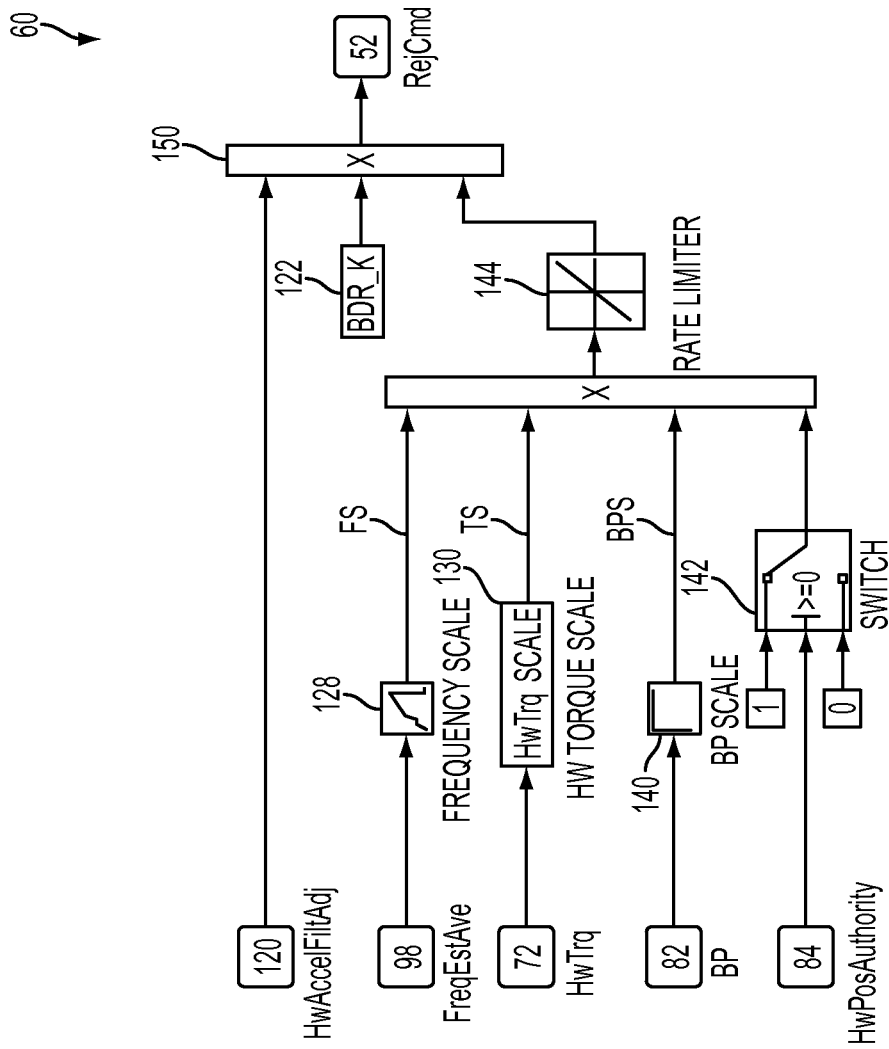 60
120
HwAccelFiltAdj
150
X
52
RejCmd
122
BDR_K
98
FreqEstAve
128
FREQUENCY SCALE
FS
72
HwTrq
130
HwTrq SCALE
HW TORQUE SCALE
TS
X
144
RATE LIMITER
82
BP
140
BP SCALE
BPS
84
HwPosAuthority
1
0
142
>=0
SWITCH